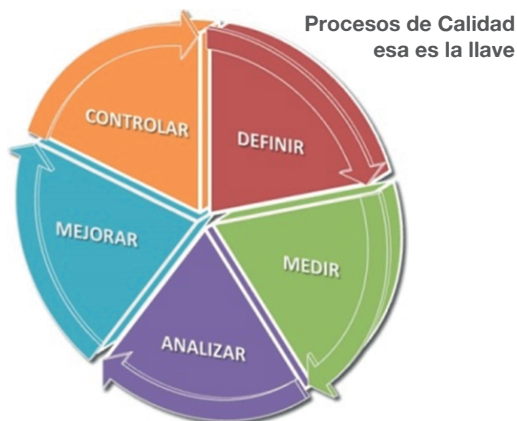 Procesos de Calidad
esa es la llave
CONTROLAR
DEFINIR
MEJORAR
MEDIR
ANALIZAR